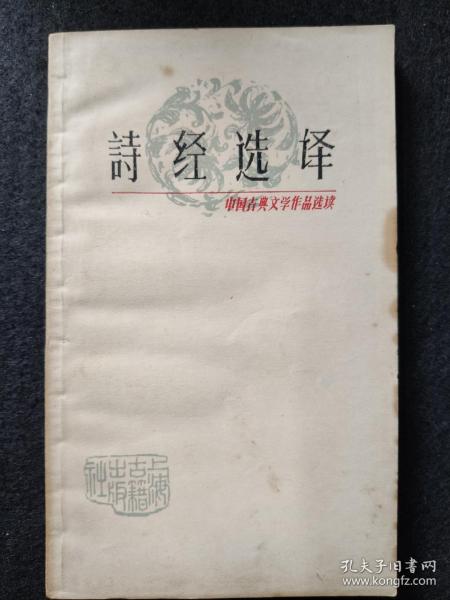 詩经选译
中国古典文学作品选读
上海
古籍
出版
社
孔夫子旧书网
www.kongfz.com